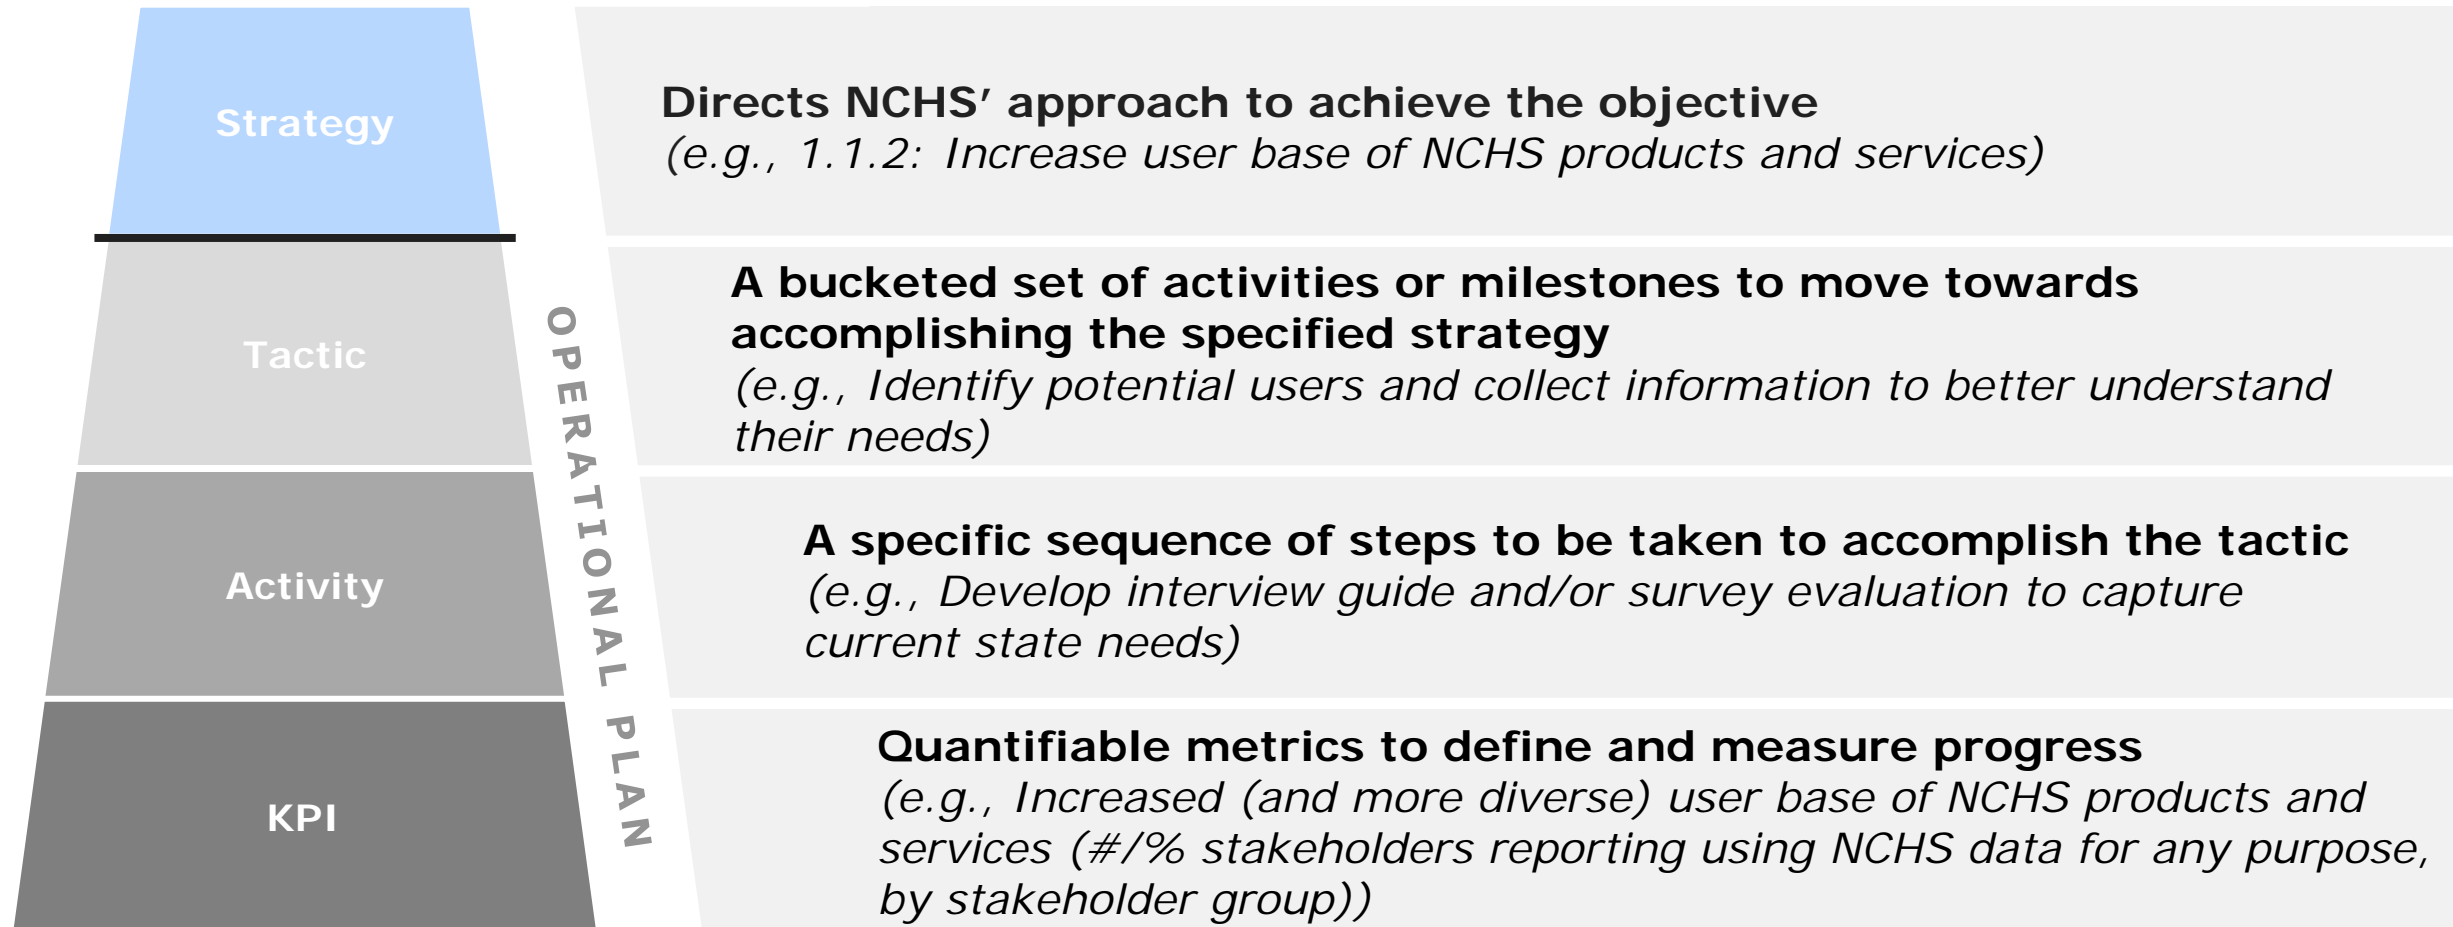 Strategy
Directs NCHS’ approach to achieve the objective
(e.g., 1.1.2: Increase user base of NCHS products and services)
Tactic
A bucketed set of activities or milestones to move towards
accomplishing the specified strategy
(e.g., Identify potential users and collect information to better understand
their needs)
OPERATIONAL PLAN
Activity
A specific sequence of steps to be taken to accomplish the tactic
(e.g., Develop interview guide and/or survey evaluation to capture
current state needs)
KPI
Quantifiable metrics to define and measure progress
(e.g., Increased (and more diverse) user base of NCHS products and
services (#/% stakeholders reporting using NCHS data for any purpose,
by stakeholder group))